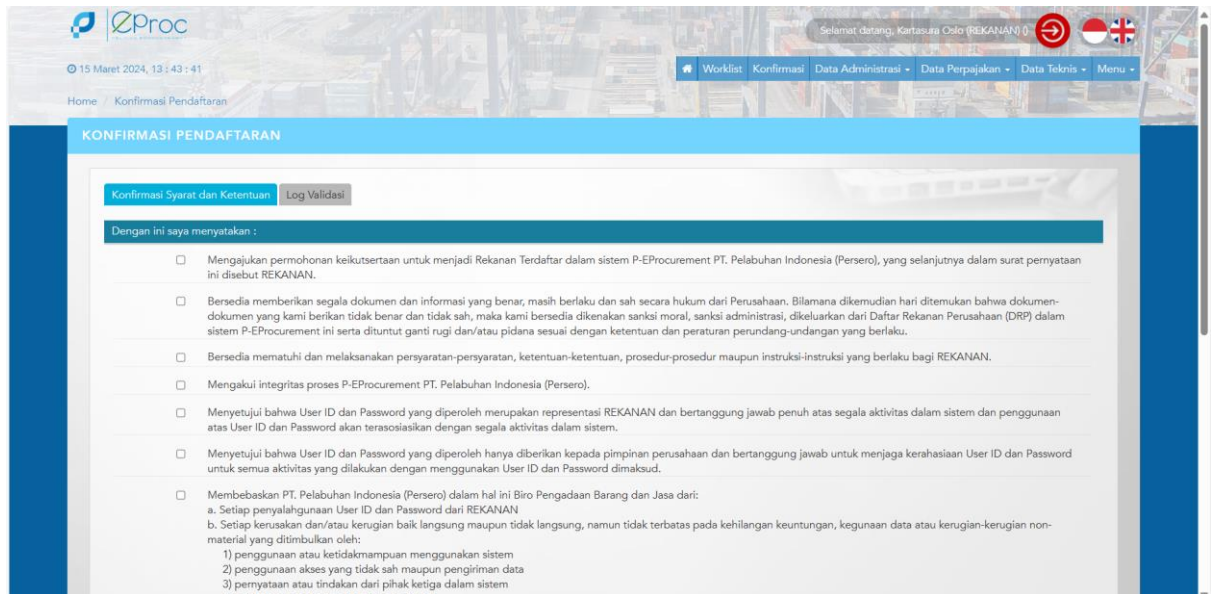 eProc
Selamat datang, Kartasura Oslo (REKANAN) ()
15 Maret 2024, 13 : 43 : 41
Worklist Konfirmasi Data Administrasi Data Perpajakan Data Teknis Menu
Home / Konfirmasi Pendaftaran
KONFIRMASI PENDAFTARAN
Konfirmasi Syarat dan Ketentuan Log Validasi
Dengan ini saya menyatakan :
Mengajukan permohonan keikutsertaan untuk menjadi Rekanan Terdaftar dalam sistem P-EProcurement PT. Pelabuhan Indonesia (Persero), yang selanjutnya dalam surat pernyataan
ini disebut REKANAN.
Bersedia memberikan segala dokumen dan informasi yang benar, masih berlaku dan sah secara hukum dari Perusahaan. Bilamana dikemudian hari ditemukan bahwa dokumen-
dokumen yang kami berikan tidak benar dan tidak sah, maka kami bersedia dikenakan sanksi moral, sanksi administrasi, dikeluarkan dari Daftar Rekanan Perusahaan (DRP) dalam
sistem P-EProcurement ini serta dituntut ganti rugi dan/atau pidana sesuai dengan ketentuan dan peraturan perundang-undangan yang berlaku.
Bersedia mematuhi dan melaksanakan persyaratan-persyaratan, ketentuan-ketentuan, prosedur-prosedur maupun instruksi-instruksi yang berlaku bagi REKANAN.
Mengakui integritas proses P-EProcurement PT. Pelabuhan Indonesia (Persero).
Menyetujui bahwa User ID dan Password yang diperoleh merupakan representasi REKANAN dan bertanggung jawab penuh atas segala aktivitas dalam sistem dan penggunaan
atas User ID dan Password akan terasosiasikan dengan segala aktivitas dalam sistem.
Menyetujui bahwa User ID dan Password yang diperoleh hanya diberikan kepada pimpinan perusahaan dan bertanggung jawab untuk menjaga kerahasiaan User ID dan Password
untuk semua aktivitas yang dilakukan dengan menggunakan User ID dan Password dimaksud.
Membebaskan PT. Pelabuhan Indonesia (Persero) dalam hal ini Biro Pengadaan Barang dan Jasa dari:
a. Setiap penyalahgunaan User ID dan Password dari REKANAN
b. Setiap kerusakan dan/atau kerugian baik langsung maupun tidak langsung, namun tidak terbatas pada kehilangan keuntungan, kegunaan data atau kerugian-kerugian non-
material yang ditimbulkan oleh:
1) penggunaan atau ketidakmampuan menggunakan sistem
2) penggunaan akses yang tidak sah maupun pengiriman data
3) pernyataan atau tindakan dari pihak ketiga dalam sistem